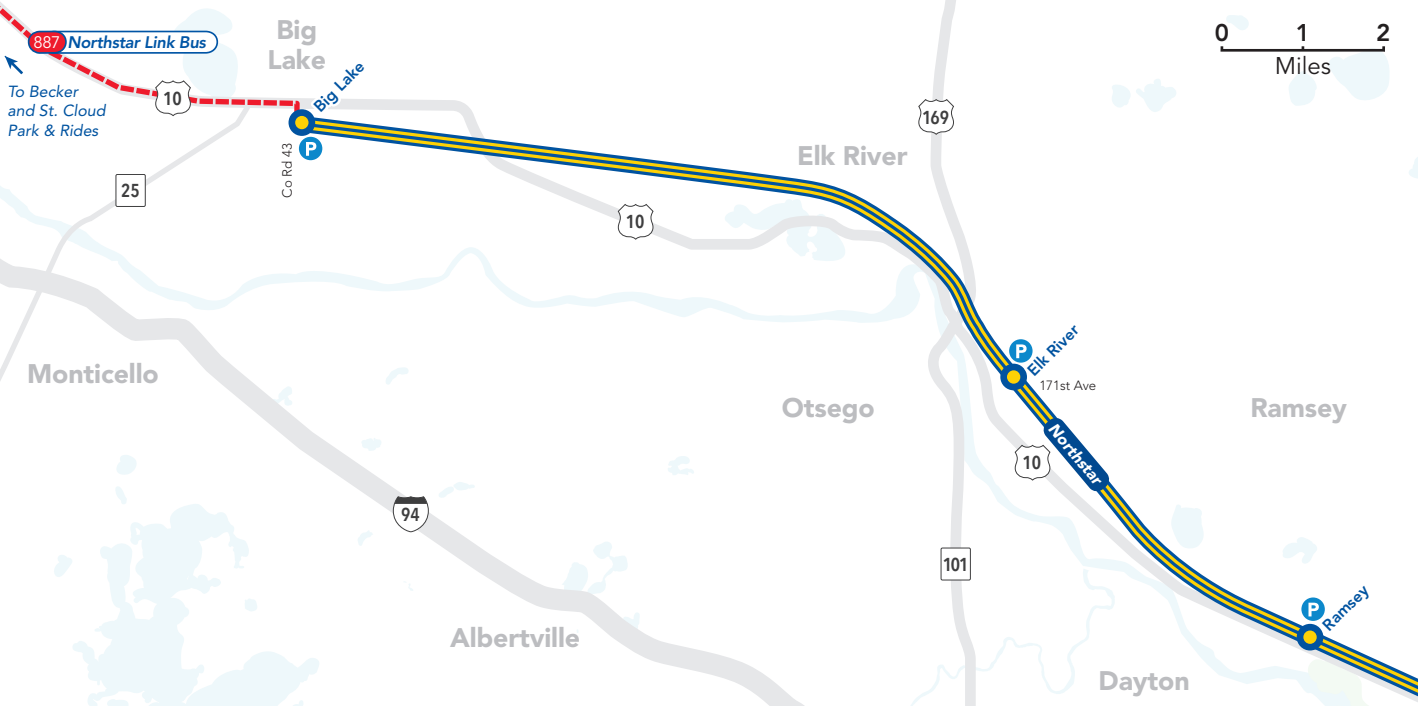 887 Northstar Link Bus
To Becker
and St. Cloud
Park & Rides
10
Big
Lake
Big Lake
P
Co Rd 43
25
0 1 2
Miles
169
Elk River
10
Monticello
P
Elk River
171st Ave
Otsego
Ramsey
Northstar
10
94
101
P
Ramsey
Albertville
Dayton